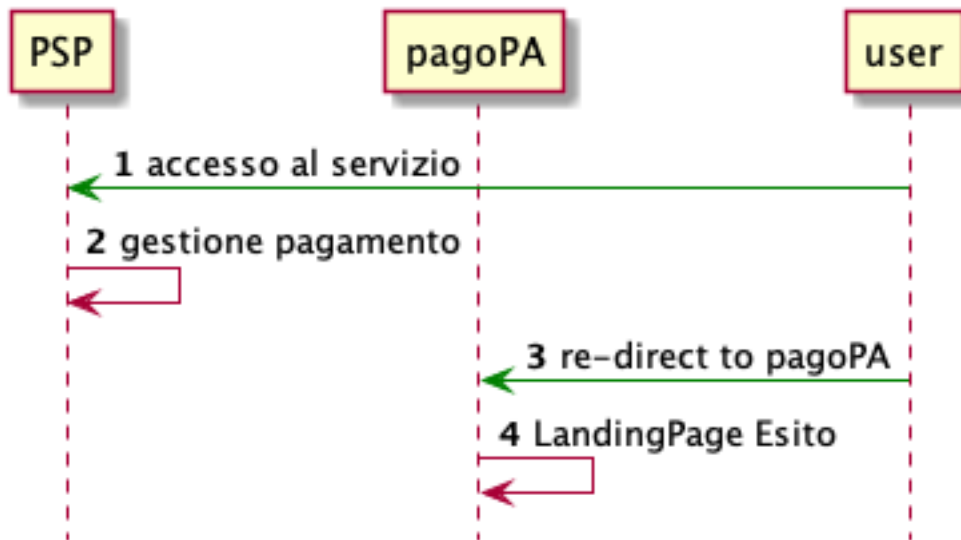 PSP
pagoPA
user
1 accesso al servizio
2 gestione pagamento
3 re-direct to pagoPA
4 LandingPage Esito